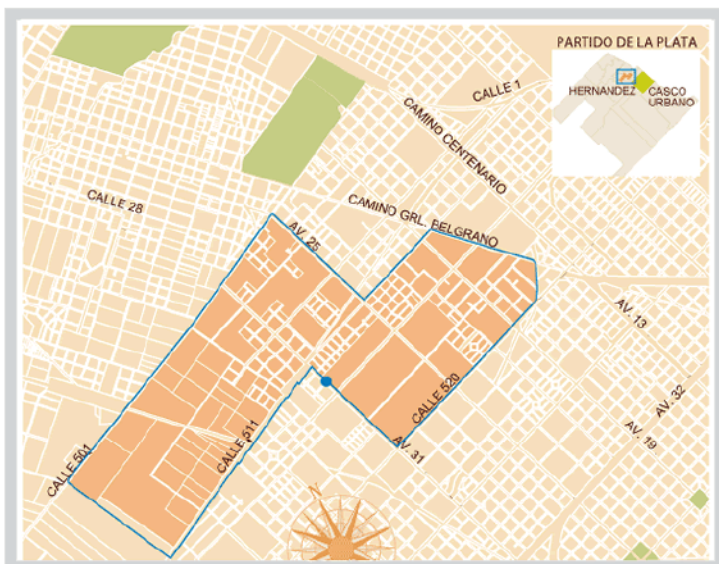 PARTIDO DE LA PLATA
HERNANDEZ
CASCO
URBANO
CALLE 1
CAMINO CENTENARIO
CALLE 28
CAMINO GRL. BELGRANO
AV. 25
AV. 13
AV. 32
AV. 19
CALLE 520
AV. 31
CALLE 511
CALLE 501
N